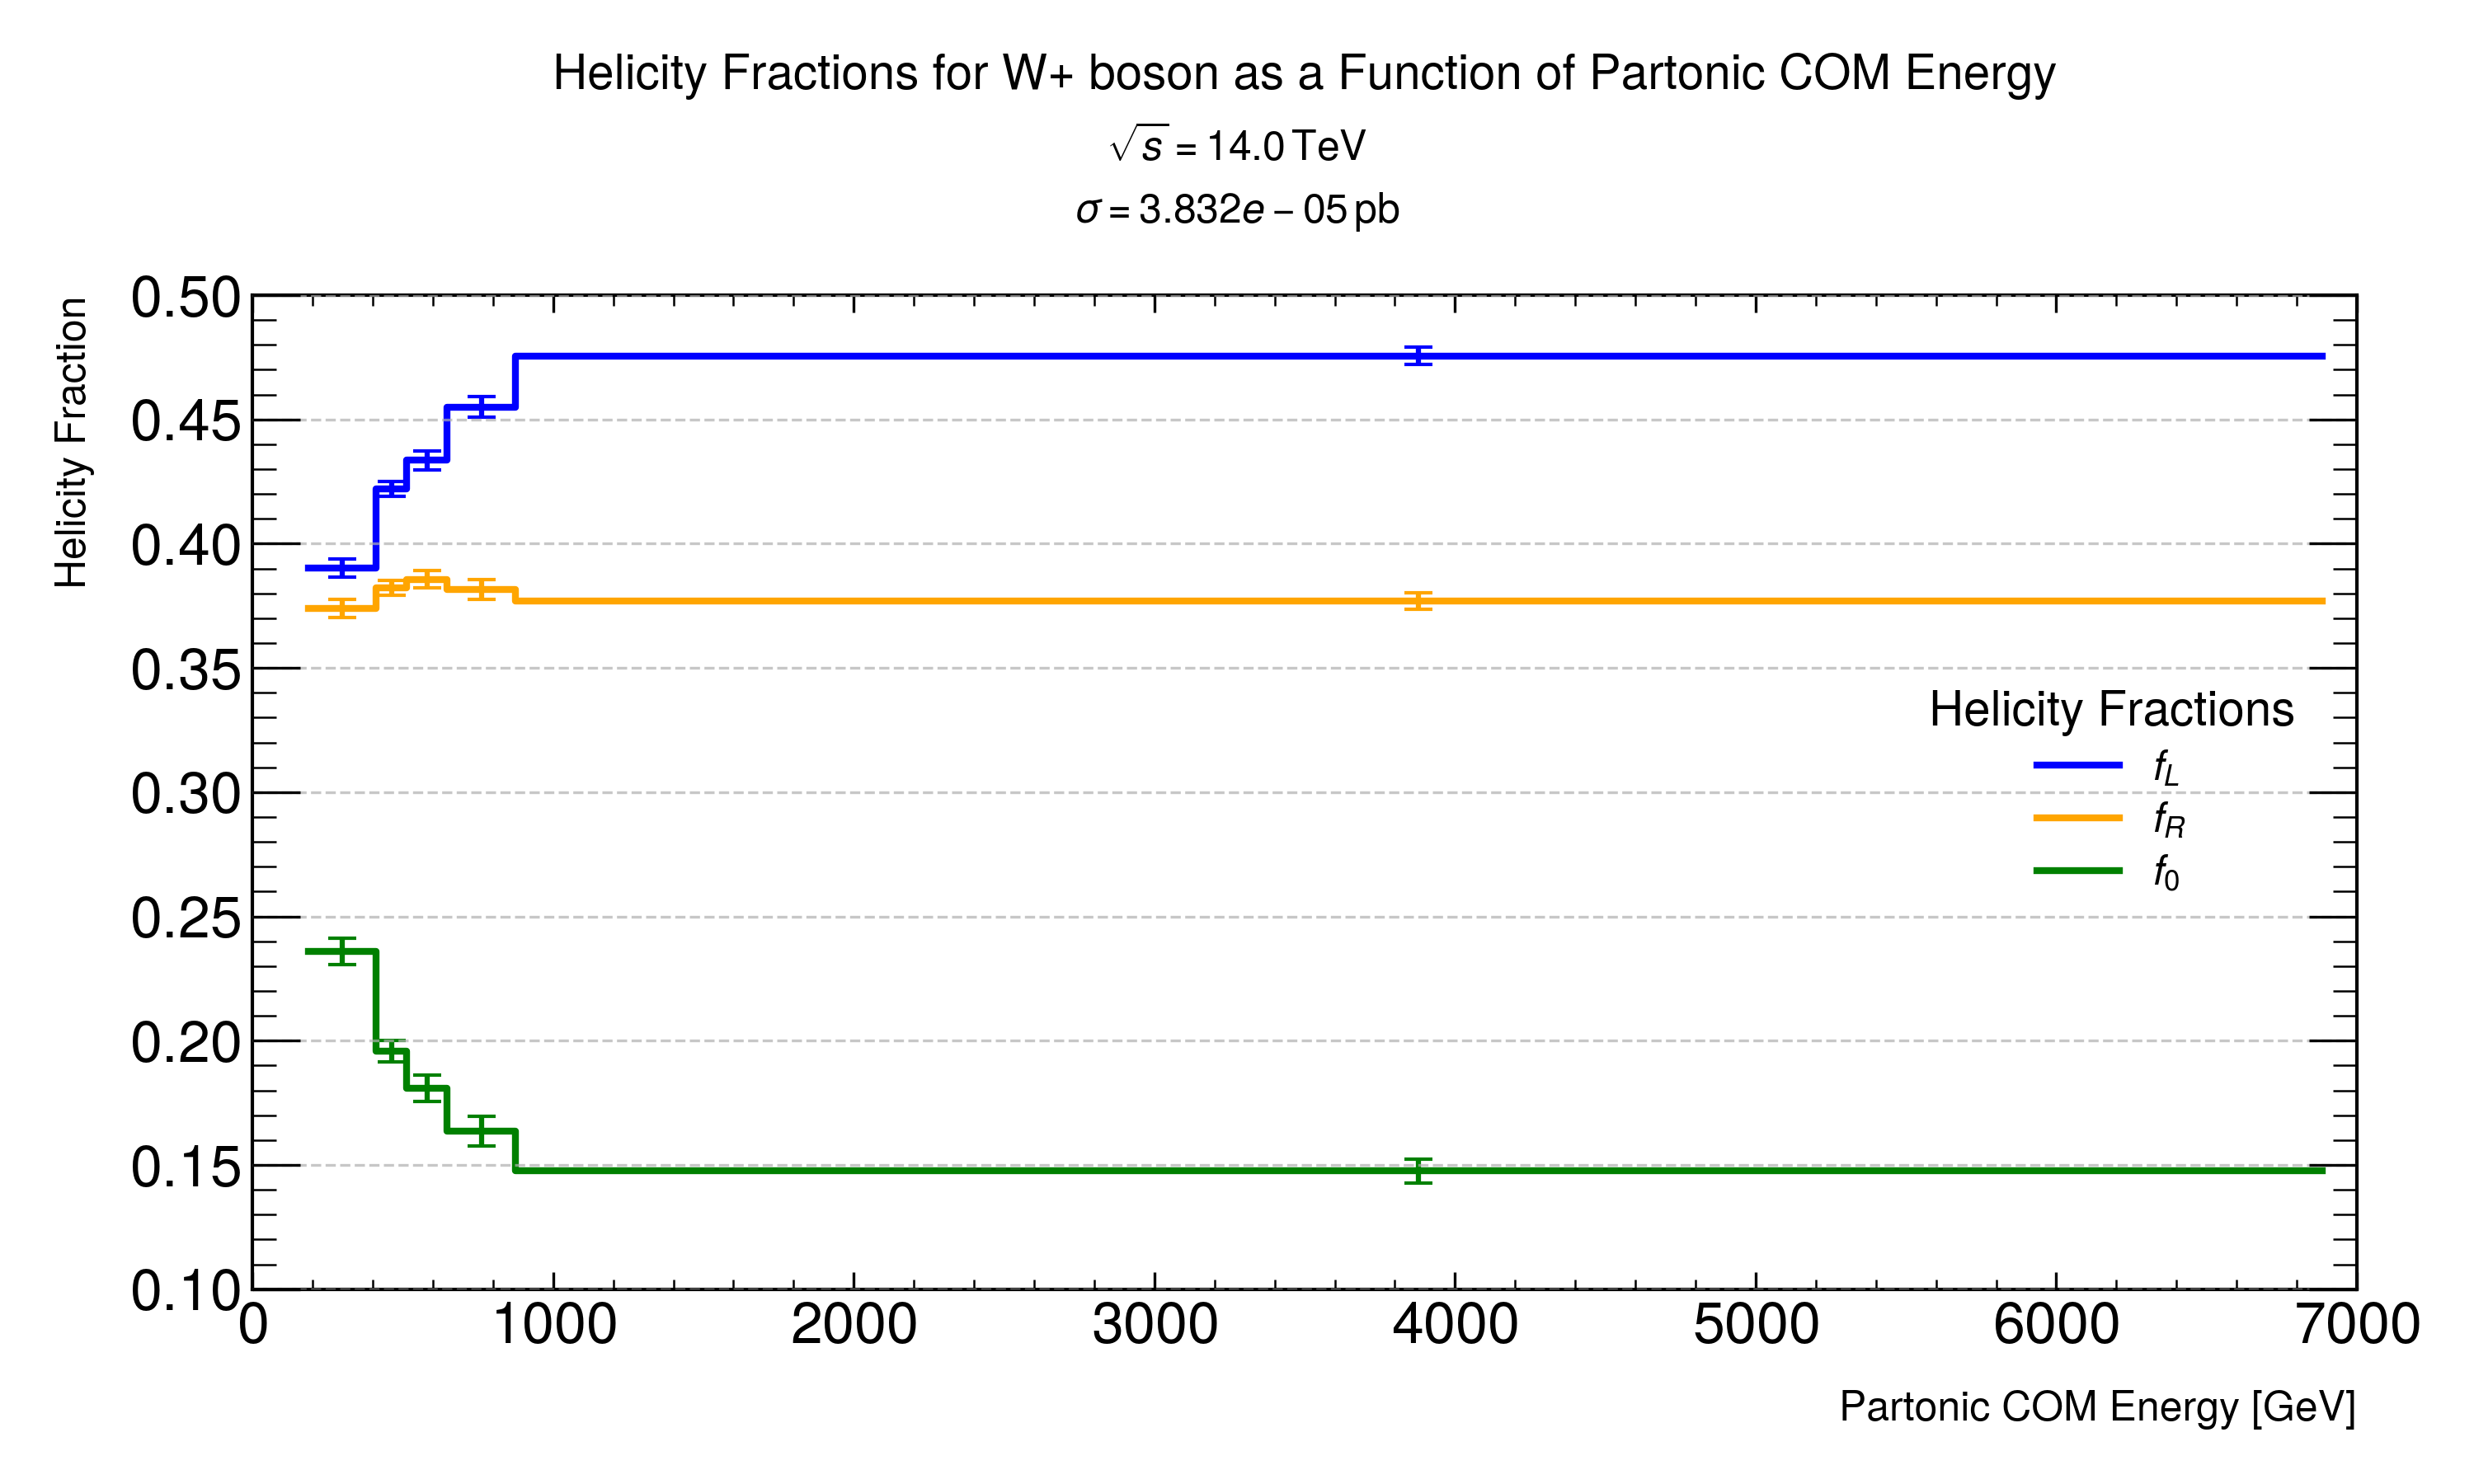 Helicity Fractions for W+ boson as a Function of Partonic COM Energy
√s = 14.0 TeV
σ = 3.832e − 05 pb
Helicity Fraction
0.50
0.45
0.40
0.35
0.30
0.25
0.20
0.15
0.10
Helicity Fractions
f_L
f_R
f_0
0 1000 2000 3000 4000 5000 6000 7000
Partonic COM Energy [GeV]